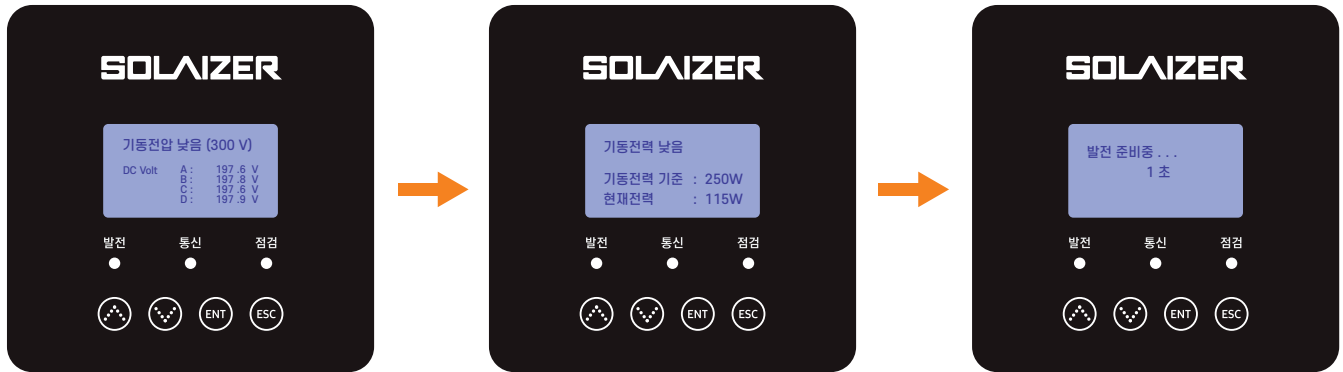 SOLAIZER
기동전압 낮음 (300 V)
DC Volt A : 197 .6 V
B : 197 .8 V
C : 197 .6 V
D : 197 .9 V
발전 통신 점검
ENT ESC
SOLAIZER
기동전력 낮음
기동전력 기준 : 250W
현재전력 : 115W
발전 통신 점검
ENT ESC
SOLAIZER
발전 준비중 . . .
1 초
발전 통신 점검
ENT ESC